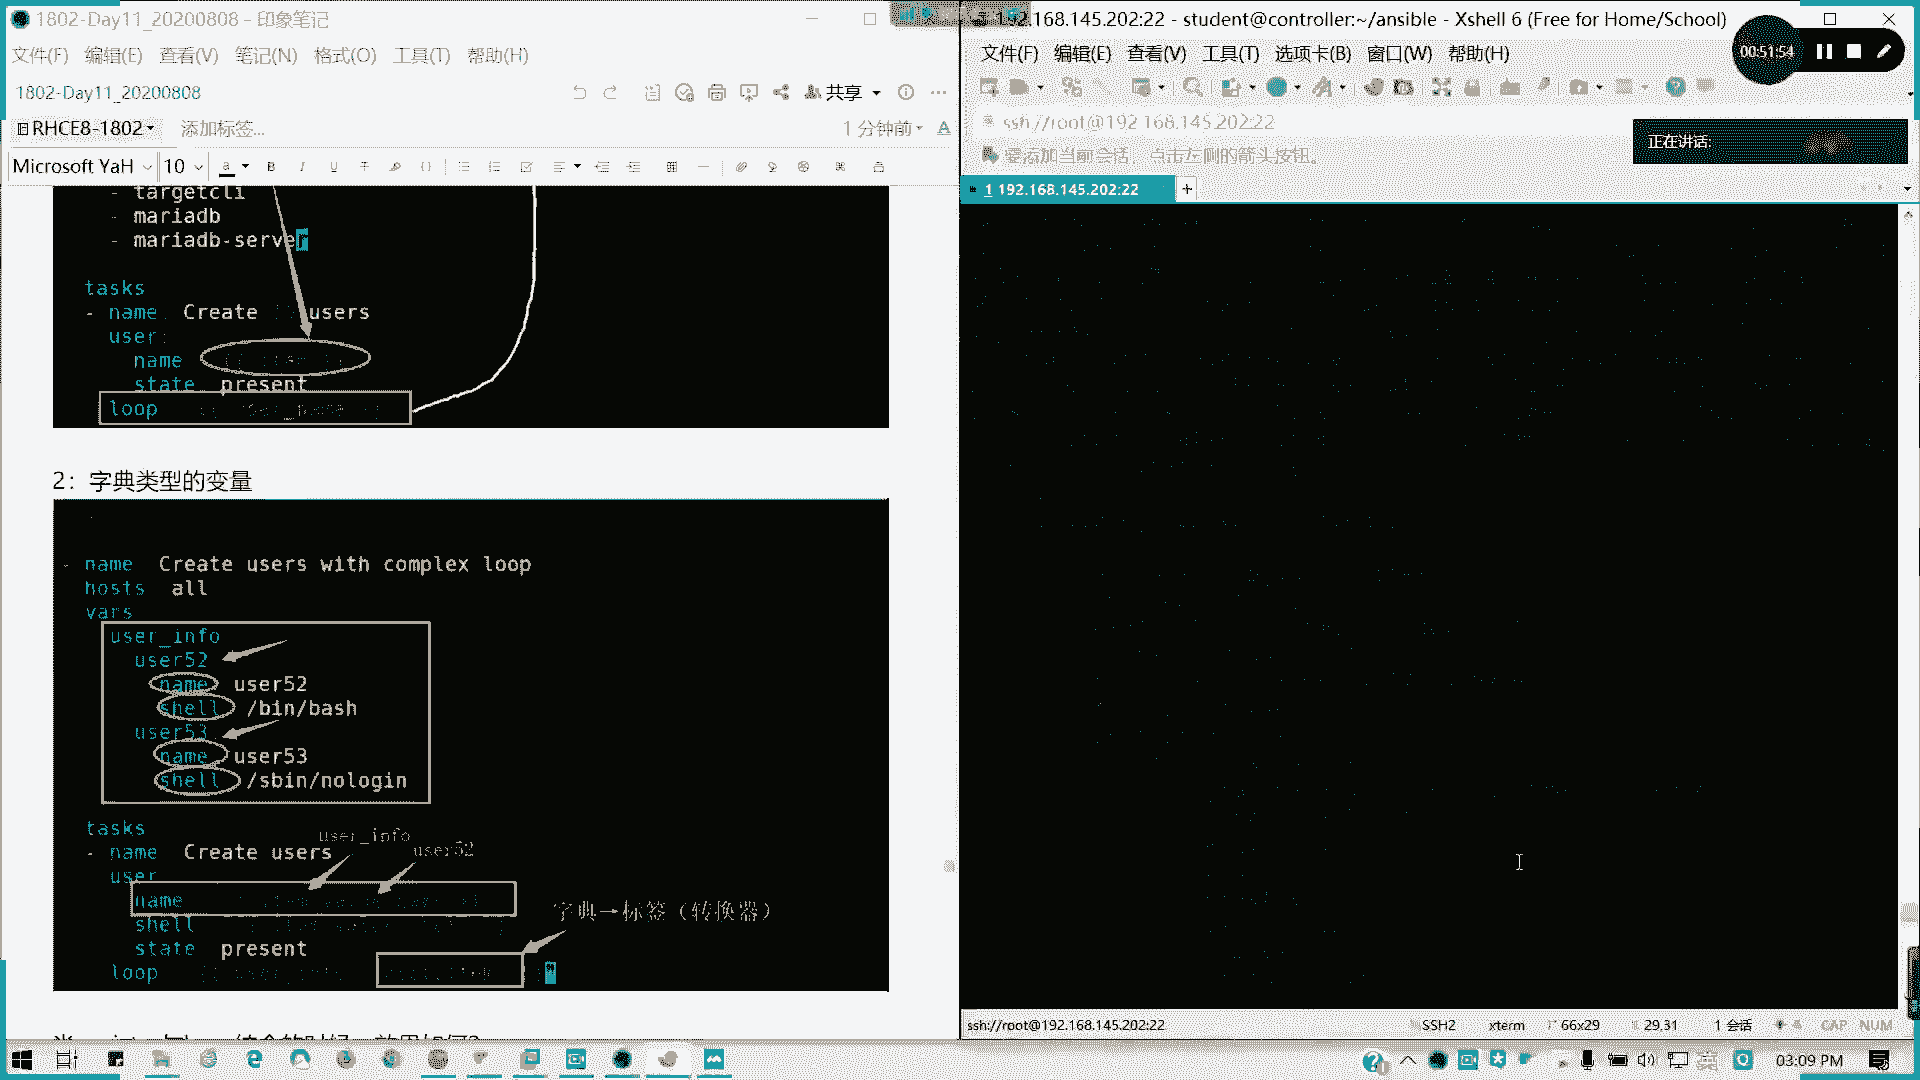 1802-Day11_20200808 - 印象笔记
文件(F) 编辑(E) 查看(V) 笔记(N) 格式(O) 工具(T) 帮助(H)
1802-Day11_20200808
共享
RHCE8-1802
添加标签...
1 分钟前
Microsoft YaH 10
- targetcli
- mariadb
- mariadb-server
tasks
- name Create users
user:
name
state present
loop
2：字典类型的变量
- name Create users with complex loop
hosts all
vars
user_info
user52
name user52
shell /bin/bash
user53
name user53
shell /sbin/nologin
tasks
user_info
- name Create users
user52
user
name
字典→标签（转换器）
shell
state present
loop
192.168.145.202:22 - student@controller:~/ansible - Xshell 6 (Free for Home/School)
00:51:54
文件(F) 编辑(E) 查看(V) 工具(T) 选项卡(B) 窗口(W) 帮助(H)
ssh://root@192.168.145.202:22
正在讲话:
要添加当前会话，点击左侧的箭头按钮。
1 192.168.145.202:22
ssh://root@192.168.145.202:22
SSH2
xterm
66x29
29,31
1 会话
CAP NUM
英
03:09 PM